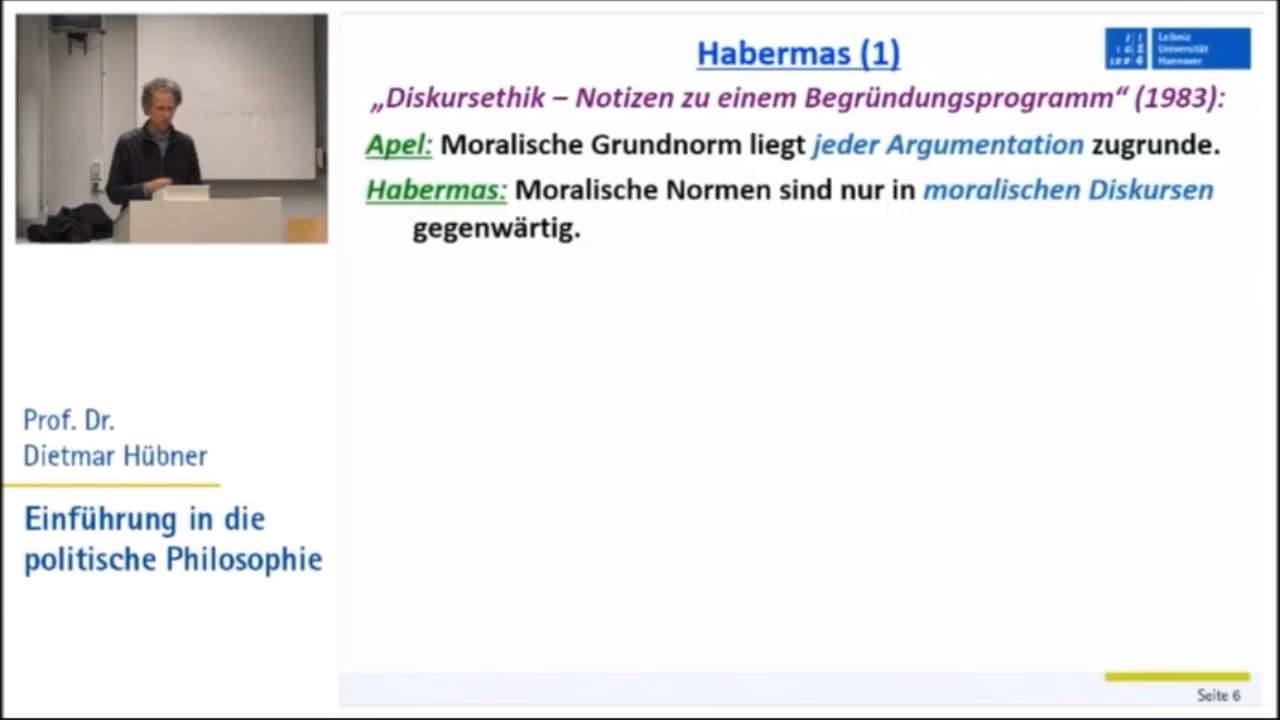 Habermas (1)
Leibniz
Universität
Hannover
„Diskursethik – Notizen zu einem Begründungsprogramm“ (1983):
Apel: Moralische Grundnorm liegt jeder Argumentation zugrunde.
Habermas: Moralische Normen sind nur in moralischen Diskursen
gegenwärtig.
Prof. Dr.
Dietmar Hübner
Einführung in die
politische Philosophie
Seite 6